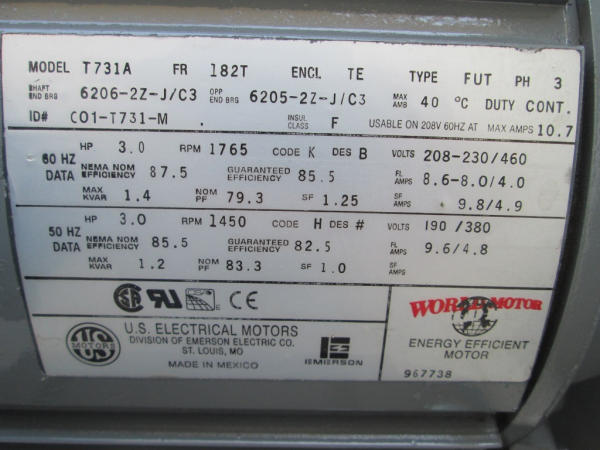 MODEL T731A FR 182T ENCL TE TYPE FUT PH 3
SHAFT END BRG 6206-2Z-J/C3 OPP END BRG 6205-2Z-J/C3 MAX AMB 40 °C DUTY CONT.
ID# C01-T731-M . INSUL CLASS F USABLE ON 208V 60HZ AT MAX AMPS 10.7
60 HZ DATA
HP 3.0 RPM 1765 CODE K DES B VOLTS 208-230/460
NEMA NOM EFFICIENCY 87.5 GUARANTEED EFFICIENCY 85.5 FL AMPS 8.6-8.0/4.0
MAX KVAR 1.4 NOM PF 79.3 SF 1.25 SF AMPS 9.8/4.9
50 HZ DATA
HP 3.0 RPM 1450 CODE H DES # VOLTS 190 /380
NEMA NOM EFFICIENCY 85.5 GUARANTEED EFFICIENCY 82.5 FL AMPS 9.6/4.8
MAX KVAR 1.2 NOM PF 83.3 SF 1.0 SF AMPS
SA UR CE
US MOTORS
U.S. ELECTRICAL MOTORS
DIVISION OF EMERSON ELECTRIC CO.
ST. LOUIS, MO
MADE IN MEXICO
EMERSON
WORLD MOTOR
ENERGY EFFICIENT
MOTOR
967738